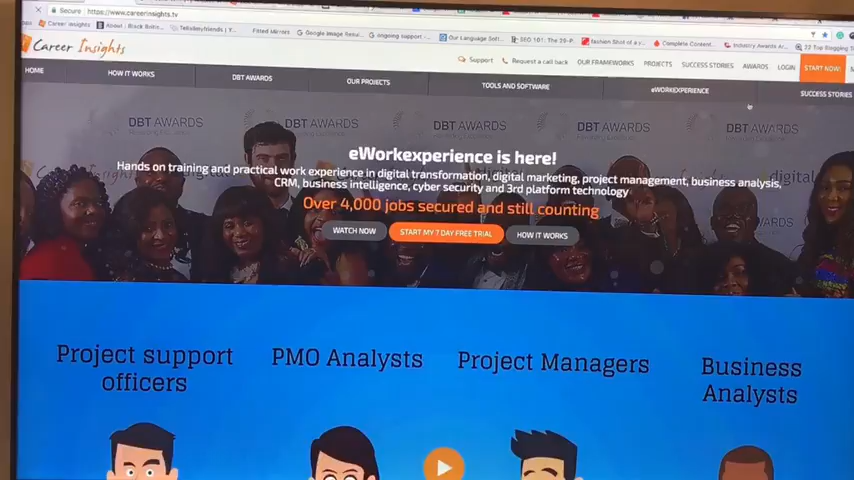 Secure https://www.careerinsights.tv
Career Insights
About : Black Britis
Tellsibmyfriends | Y
Fitted Mirrors
Google Image Resul
ongoing support -
Our Language Soft
SEO 101: The 20-P
fashion Shot of a y
Complete Content
Industry Awards Ar
22 Top Blogging T
Career Insights
Support
Request a call back
OUR FRAMEWORKS
PROJECTS
SUCCESS STORIES
AWARDS
LOGIN
START NOW!
HOME
HOW IT WORKS
DBT AWARDS
OUR PROJECTS
TOOLS AND SOFTWARE
eWORKEXPERIENCE
SUCCESS STORIES
DBT AWARDS
DBT AWARDS
DBT AWARDS
DBT AWARDS
DBT AWARDS
eWorkexperience is here!
Hands on training and practical work experience in digital transformation, digital marketing, project management, business analysis,
CRM, business intelligence, cyber security and 3rd platform technology
Over 4,000 jobs secured and still counting
WATCH NOW
START MY 7 DAY FREE TRIAL
HOW IT WORKS
Project support
officers
PMO Analysts
Project Managers
Business
Analysts